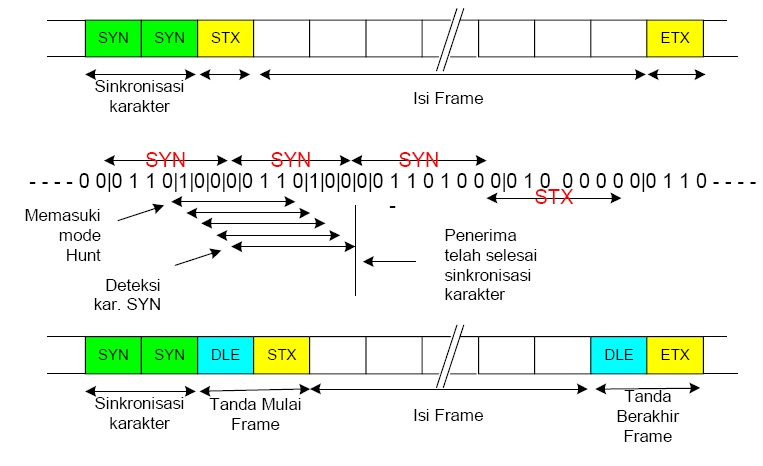 SYN SYN STX ETX
Sinkronisasi
karakter
Isi Frame
SYN SYN SYN
- - - - 0 0|0 1 1 0|1|0|0|0|0 1 1 0|1|0|0|0|0 1 1 0 1 0 0 0|0 1 0 0 0 0 0 0|0 1 1 0 - - - -
STX
Memasuki
mode
Hunt
Deteksi
kar. SYN
Penerima
telah selesai
sinkronisasi
karakter
SYN SYN DLE STX DLE ETX
Sinkronisasi
karakter
Tanda Mulai
Frame
Isi Frame
Tanda
Berakhir
Frame